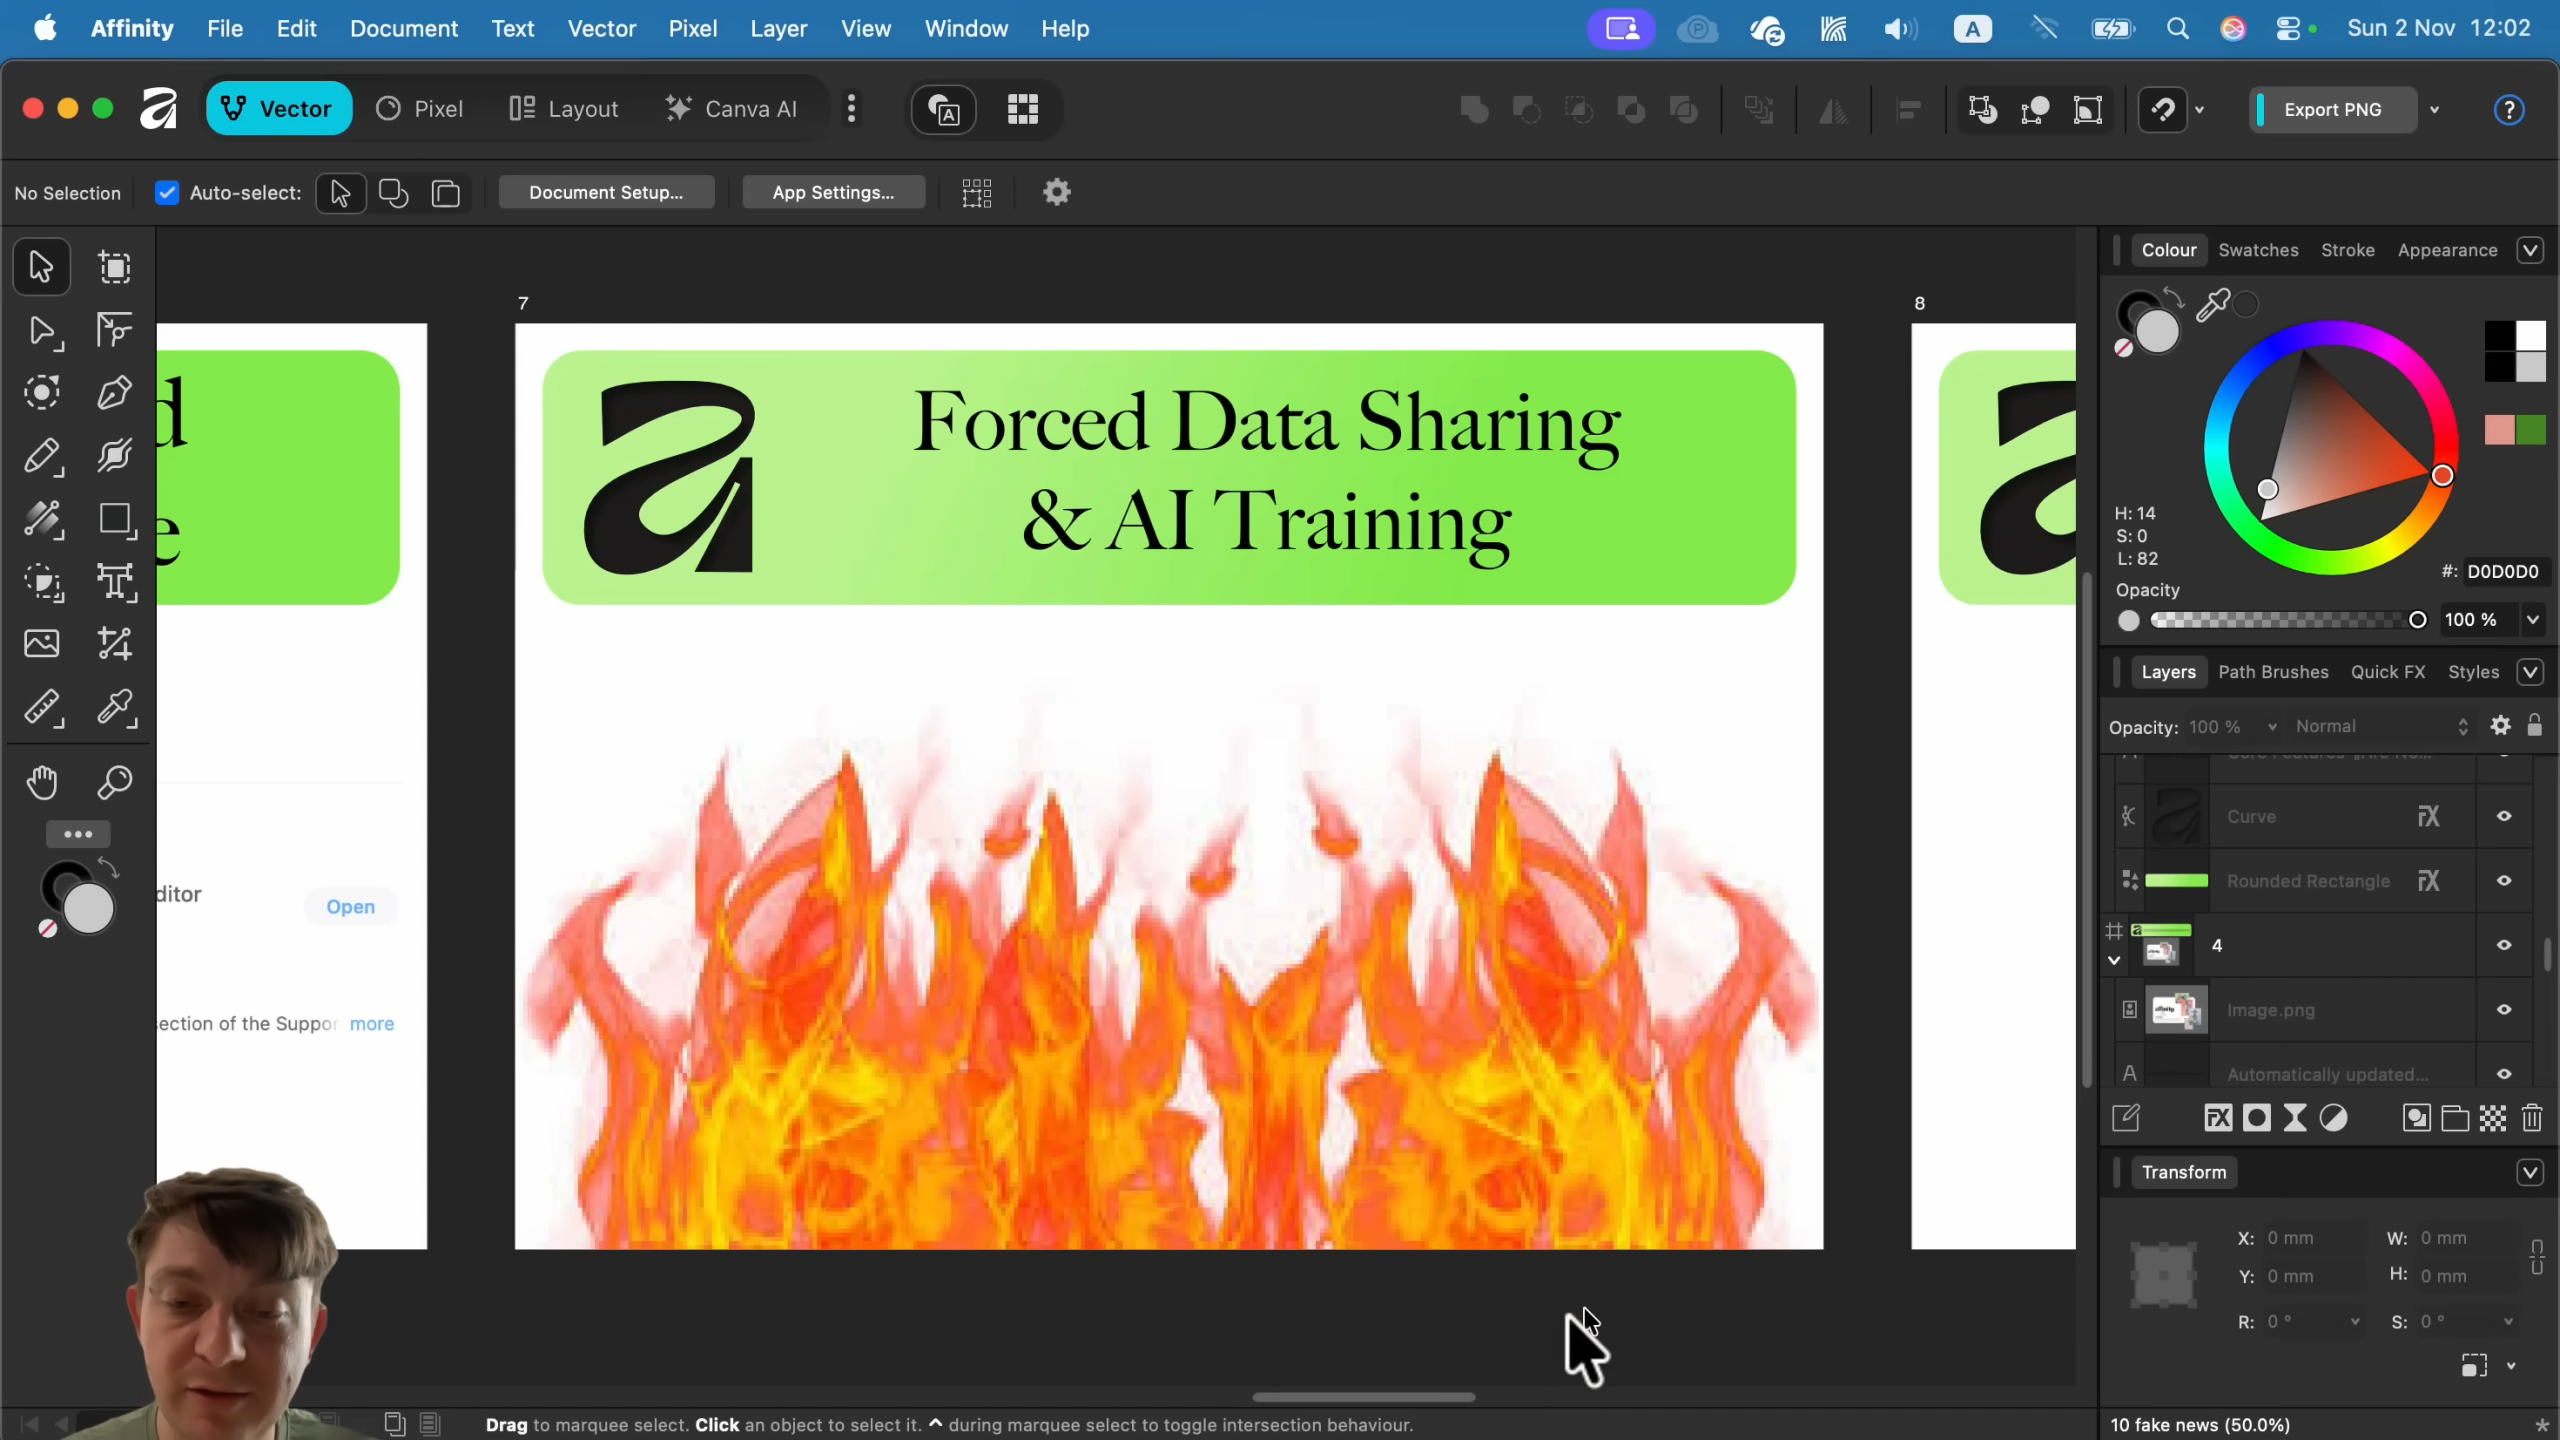 Affinity File Edit Document Text Vector Pixel Layer View Window Help A Sun 2 Nov 12:02
Vector Pixel Layout Canva AI Export PNG ?
No Selection Auto-select: Document Setup... App Settings...
Colour Swatches Stroke Appearance
7
8
H: 14
S: 0
L: 82
#: D0D0D0
Opacity
100 %
d
e
a Forced Data Sharing
& AI Training
Layers Path Brushes Quick FX Styles
Opacity: 100 % Normal
Curve FX
Rounded Rectangle FX
4
Image.png
A Automatically updated...
ditor
Open
section of the Suppor more
Transform
X: 0 mm W: 0 mm
Y: 0 mm H: 0 mm
R: 0 ° S: 0 °
Drag to marquee select. Click an object to select it. ^ during marquee select to toggle intersection behaviour.
10 fake news (50.0%)